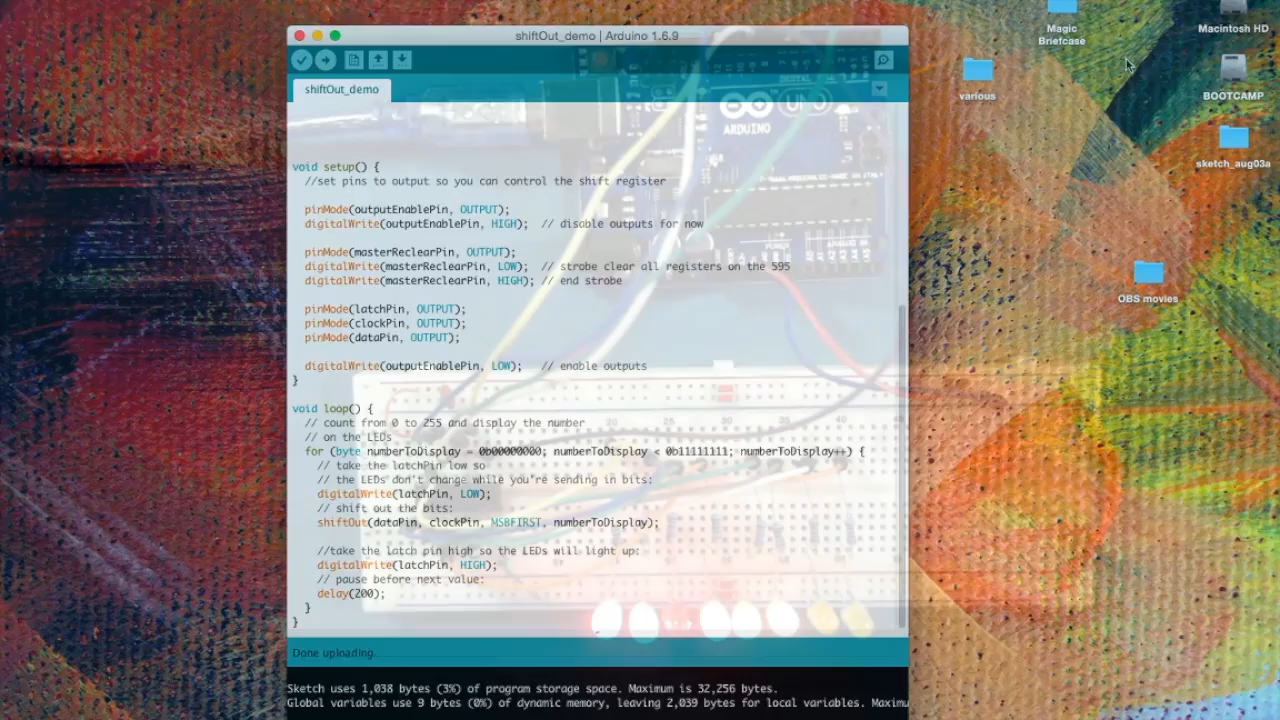 shiftOut_demo | Arduino 1.6.9
Magic
Briefcase
Macintosh HD
various
BOOTCAMP
shiftOut_demo
ARDUINO
UNO
sketch_aug03a
OBS movies
void setup() {
//set pins to output so you can control the shift register
pinMode(outputEnablePin, OUTPUT);
digitalWrite(outputEnablePin, HIGH);  // disable outputs for now
pinMode(masterReclearPin, OUTPUT);
digitalWrite(masterReclearPin, LOW);  // strobe clear all registers on the 595
digitalWrite(masterReclearPin, HIGH); // end strobe
pinMode(latchPin, OUTPUT);
pinMode(clockPin, OUTPUT);
pinMode(dataPin, OUTPUT);
digitalWrite(outputEnablePin, LOW);   // enable outputs
}
void loop() {
// count from 0 to 255 and display the number
// on the LEDs
for (byte numberToDisplay = 0b00000000; numberToDisplay < 0b11111111; numberToDisplay++) {
// take the latchPin low so
// the LEDs don't change while you're sending in bits:
digitalWrite(latchPin, LOW);
// shift out the bits:
shiftOut(dataPin, clockPin, MSBFIRST, numberToDisplay);
//take the latch pin high so the LEDs will light up:
digitalWrite(latchPin, HIGH);
// pause before next value:
delay(200);
}
}
Done uploading.
Sketch uses 1,038 bytes (3%) of program storage space. Maximum is 32,256 bytes.
Global variables use 9 bytes (0%) of dynamic memory, leaving 2,039 bytes for local variables. Maximu